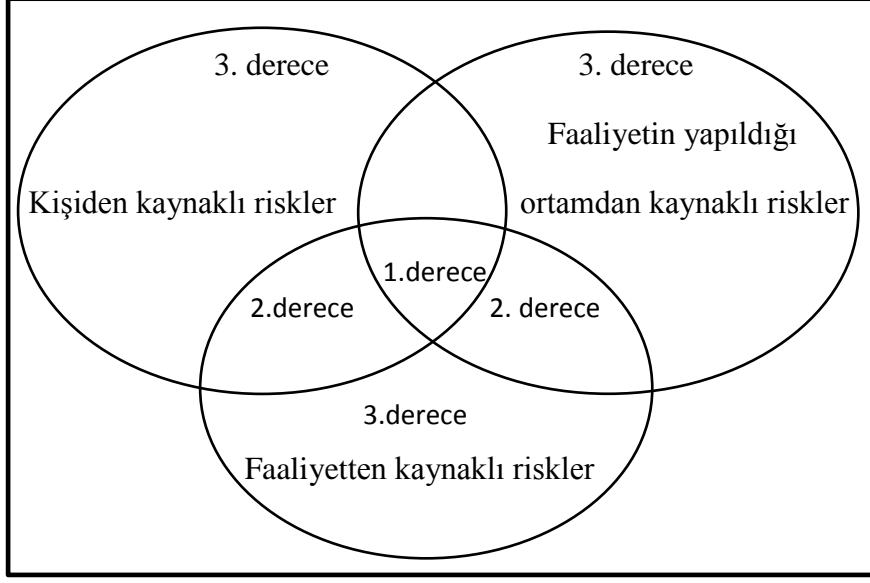 3. derece
Kişiden kaynaklı riskler
3. derece
Faaliyetin yapıldığı
ortamdan kaynaklı riskler
1.derece
2.derece
2. derece
3.derece
Faaliyetten kaynaklı riskler